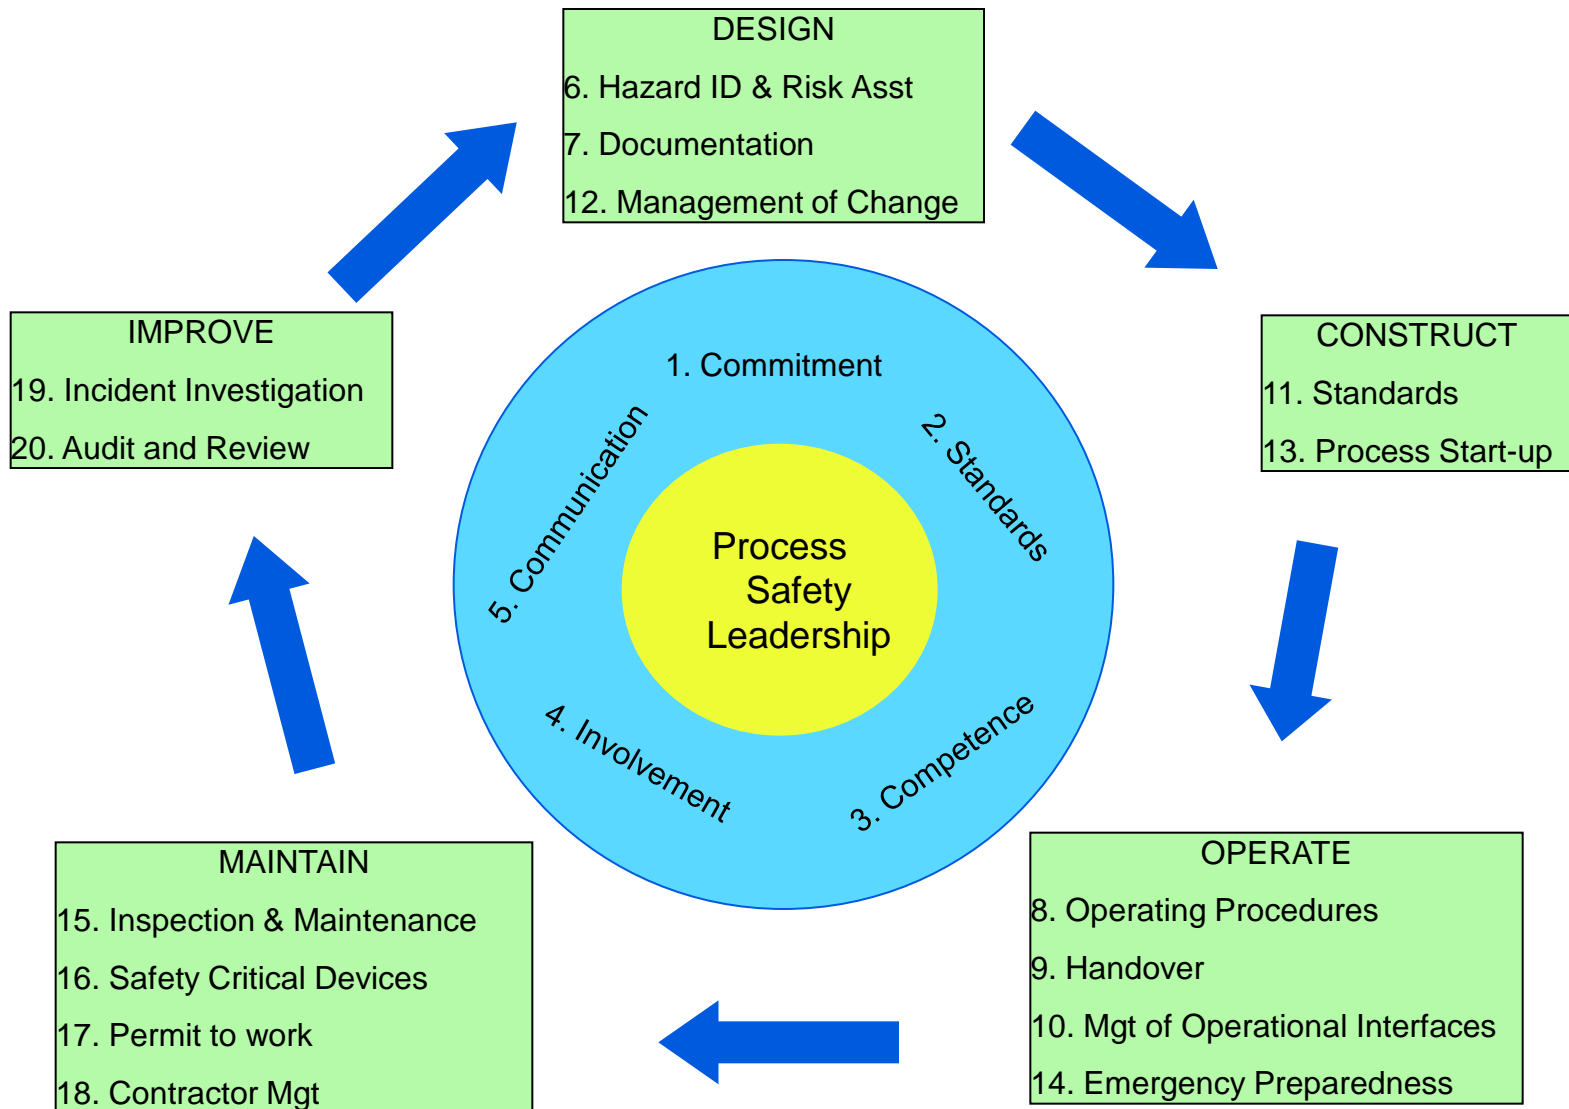 DESIGN
6. Hazard ID & Risk Asst
7. Documentation
12. Management of Change
IMPROVE
19. Incident Investigation
20. Audit and Review
CONSTRUCT
11. Standards
13. Process Start-up
1. Commitment
2. Standards
3. Competence
4. Involvement
5. Communication
Process
Safety
Leadership
MAINTAIN
15. Inspection & Maintenance
16. Safety Critical Devices
17. Permit to work
18. Contractor Mgt
OPERATE
8. Operating Procedures
9. Handover
10. Mgt of Operational Interfaces
14. Emergency Preparedness